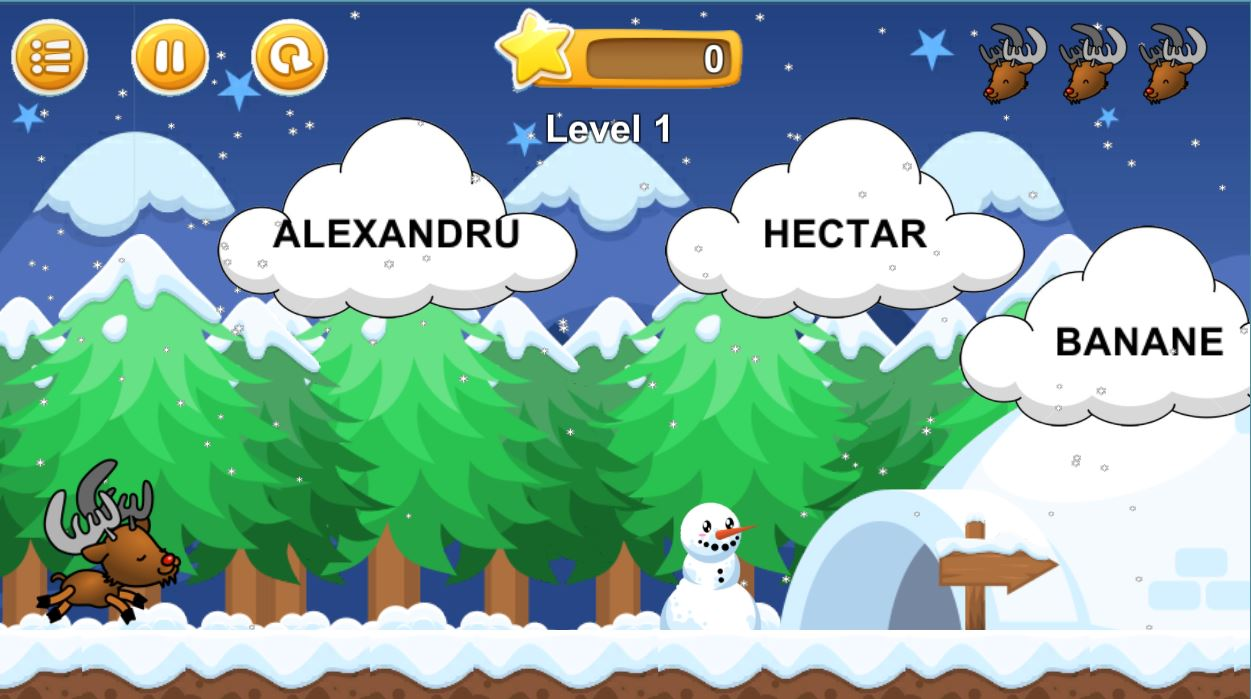 0
Level 1
ALEXANDRU
HECTAR
BANANE